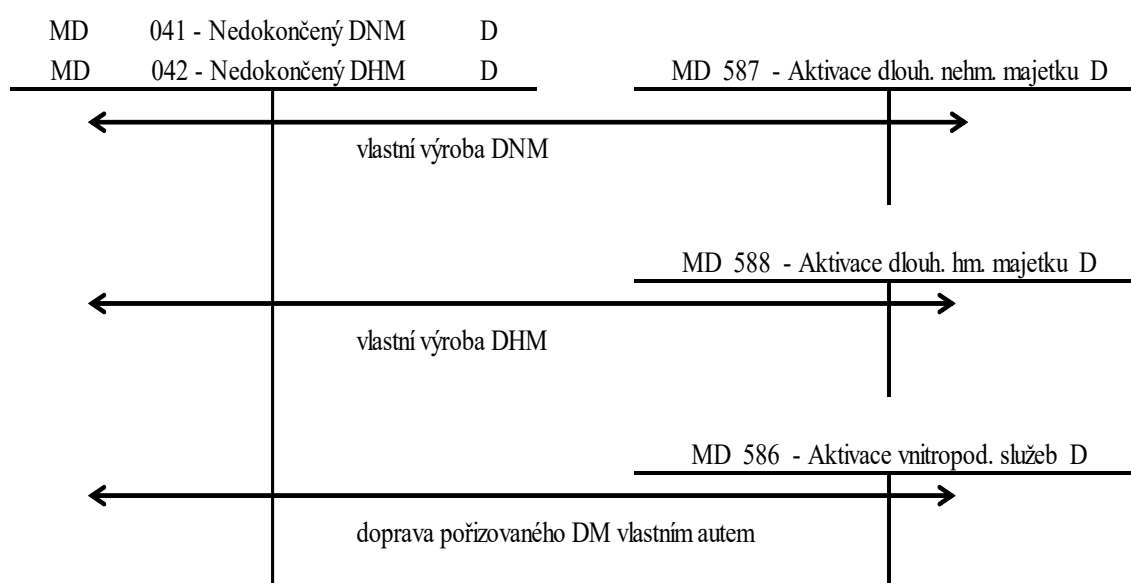 MD 041 - Nedokončený DNM D
MD 042 - Nedokončený DHM D
MD 587 - Aktivace dlouh. nehm. majetku D
vlastní výroba DNM
MD 588 - Aktivace dlouh. hm. majetku D
vlastní výroba DHM
MD 586 - Aktivace vnitropod. služeb D
doprava pořizovaného DM vlastním autem